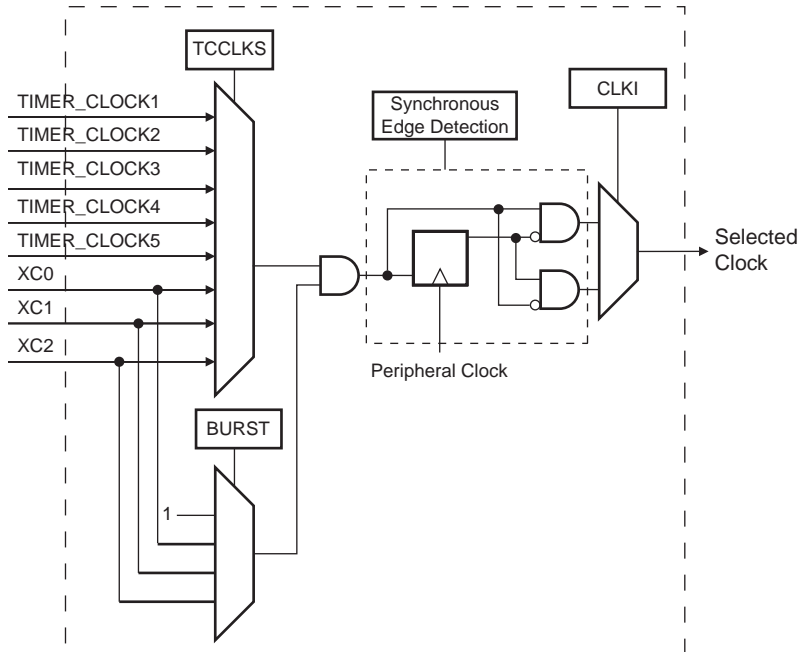 TCCLKS
TIMER_CLOCK1
TIMER_CLOCK2
TIMER_CLOCK3
TIMER_CLOCK4
TIMER_CLOCK5
XC0
XC1
XC2
Synchronous
Edge Detection
CLKI
Selected
Clock
Peripheral Clock
BURST
1